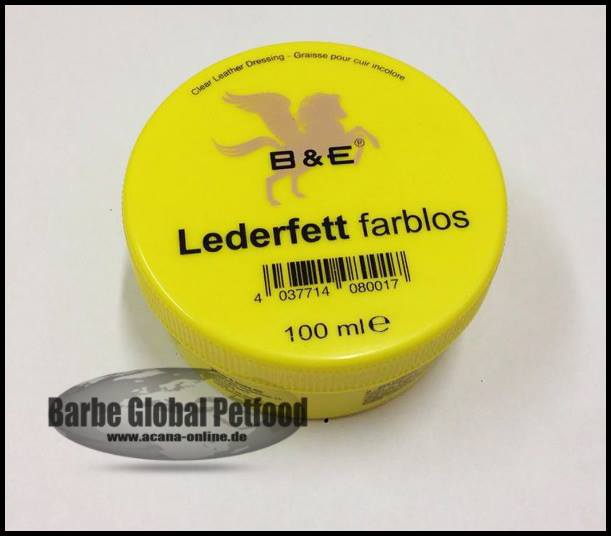 Clear Leather Dressing - Graisse pour cuir incolore
B & E®
Lederfett farblos
4 037714 080017
100 ml ℮
Barbe Global Petfood
www.acana-online.de